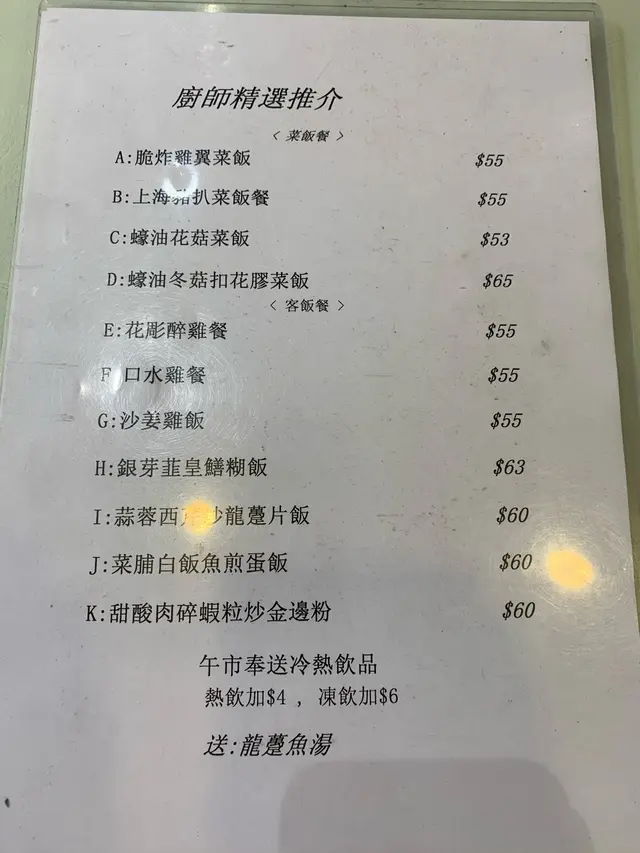 廚師精選推介
< 菜飯餐 >
A:脆炸雞翼菜飯 $55
B:上海豬扒菜飯餐 $55
C:蠔油花菇菜飯 $53
D:蠔油冬菇扣花膠菜飯 $65
< 客飯餐 >
E:花彫醉雞餐 $55
F 口水雞餐 $55
G:沙姜雞飯 $55
H:銀芽韮皇鱔糊飯 $63
I:蒜蓉西 炒龍躉片飯 $60
J:菜脯白飯魚煎蛋飯 $60
K:甜酸肉碎蝦粒炒金邊粉 $60
午市奉送冷熱飲品
熱飲加$4 , 凍飲加$6
送:龍躉魚湯